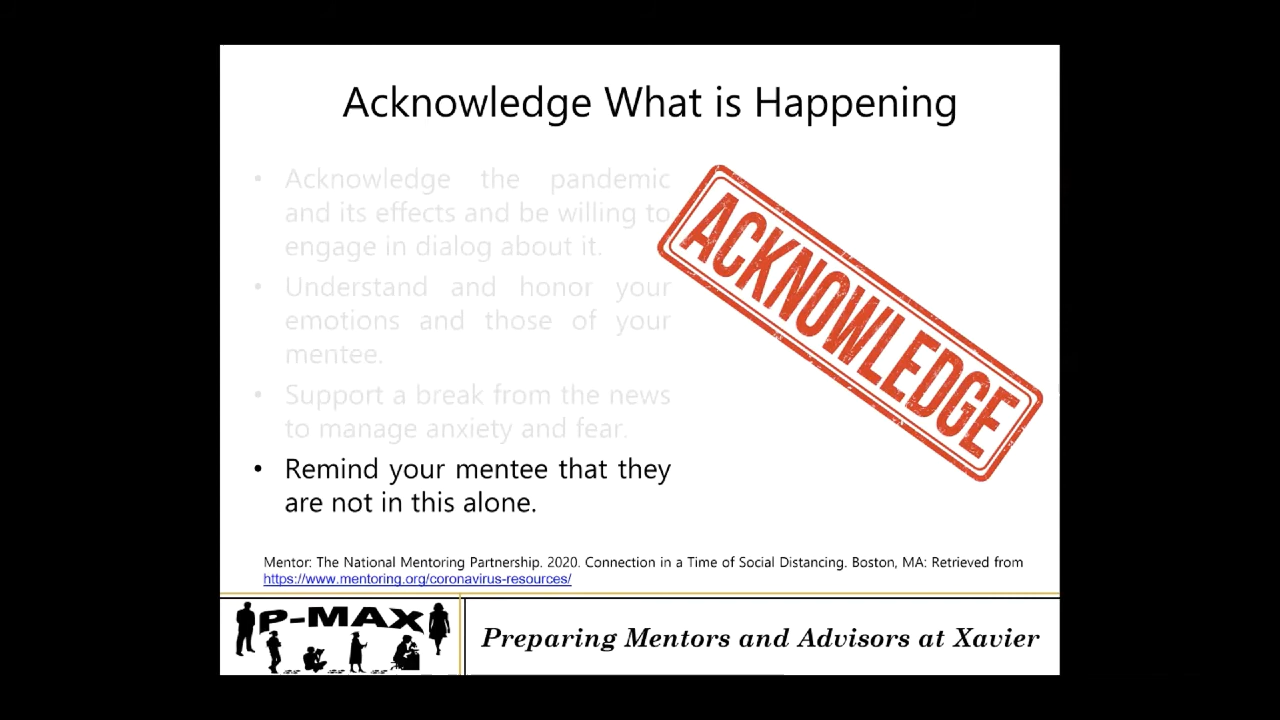 Acknowledge What is Happening
• Acknowledge the pandemic
and its effects and be willing to
engage in dialog about it.
• Understand and honor your
emotions and those of your
mentee.
• Support a break from the news
to manage anxiety and fear.
• Remind your mentee that they
are not in this alone.
ACKNOWLEDGE
Mentor: The National Mentoring Partnership. 2020. Connection in a Time of Social Distancing. Boston, MA: Retrieved from
https://www.mentoring.org/coronavirus-resources/
P-MAX
Preparing Mentors and Advisors at Xavier